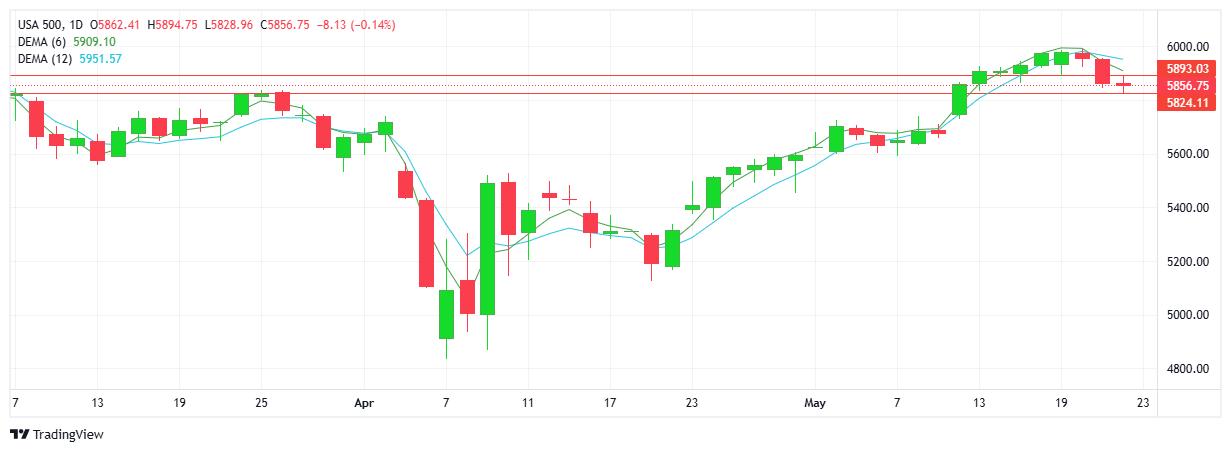 USA 500, 1D O5862.41 H5894.75 L5828.96 C5856.75 −8.13 (−0.14%)
DEMA (6) 5909.10
DEMA (12) 5951.57
6000.00
5893.03
5856.75
5824.11
5600.00
5400.00
5200.00
5000.00
4800.00
7 13 19 25 Apr 7 11 17 23 May 7 13 19 23
TradingView